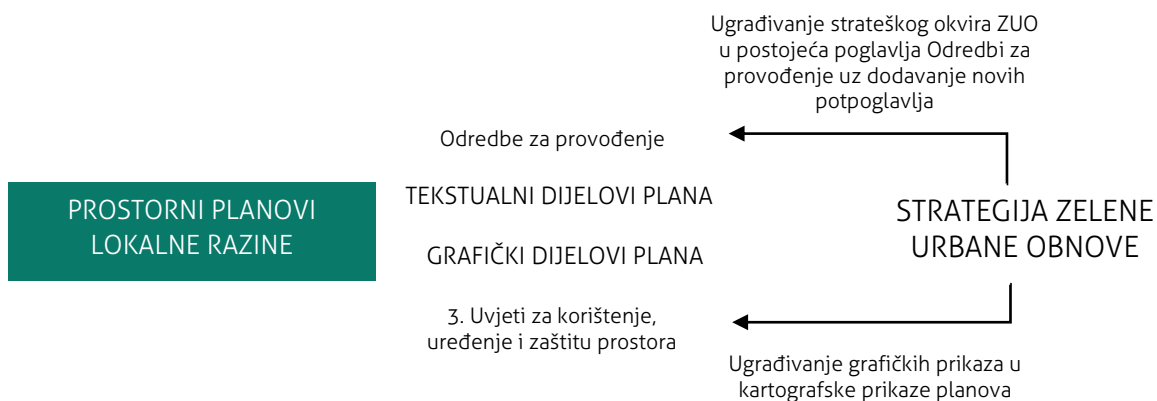 Ugrađivanje strateškog okvira ZUO
u postojeća poglavlja Odredbi za
provođenje uz dodavanje novih
potpoglavlja
Odredbe za provođenje
TEKSTUALNI DIJELOVI PLANA
PROSTORNI PLANOVI
LOKALNE RAZINE
STRATEGIJA ZELENE
URBANE OBNOVE
GRAFIČKI DIJELOVI PLANA
3. Uvjeti za korištenje,
uređenje i zaštitu prostora
Ugrađivanje grafičkih prikaza u
kartografske prikaze planova